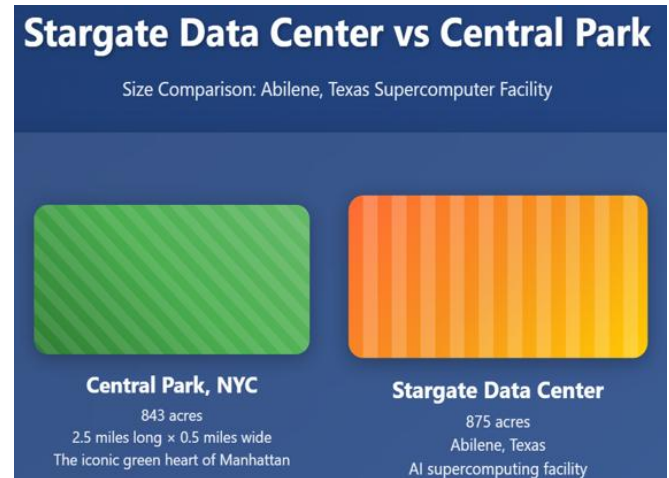 Stargate Data Center vs Central Park
Size Comparison: Abilene, Texas Supercomputer Facility
Central Park, NYC
843 acres
2.5 miles long × 0.5 miles wide
The iconic green heart of Manhattan
Stargate Data Center
875 acres
Abilene, Texas
AI supercomputing facility